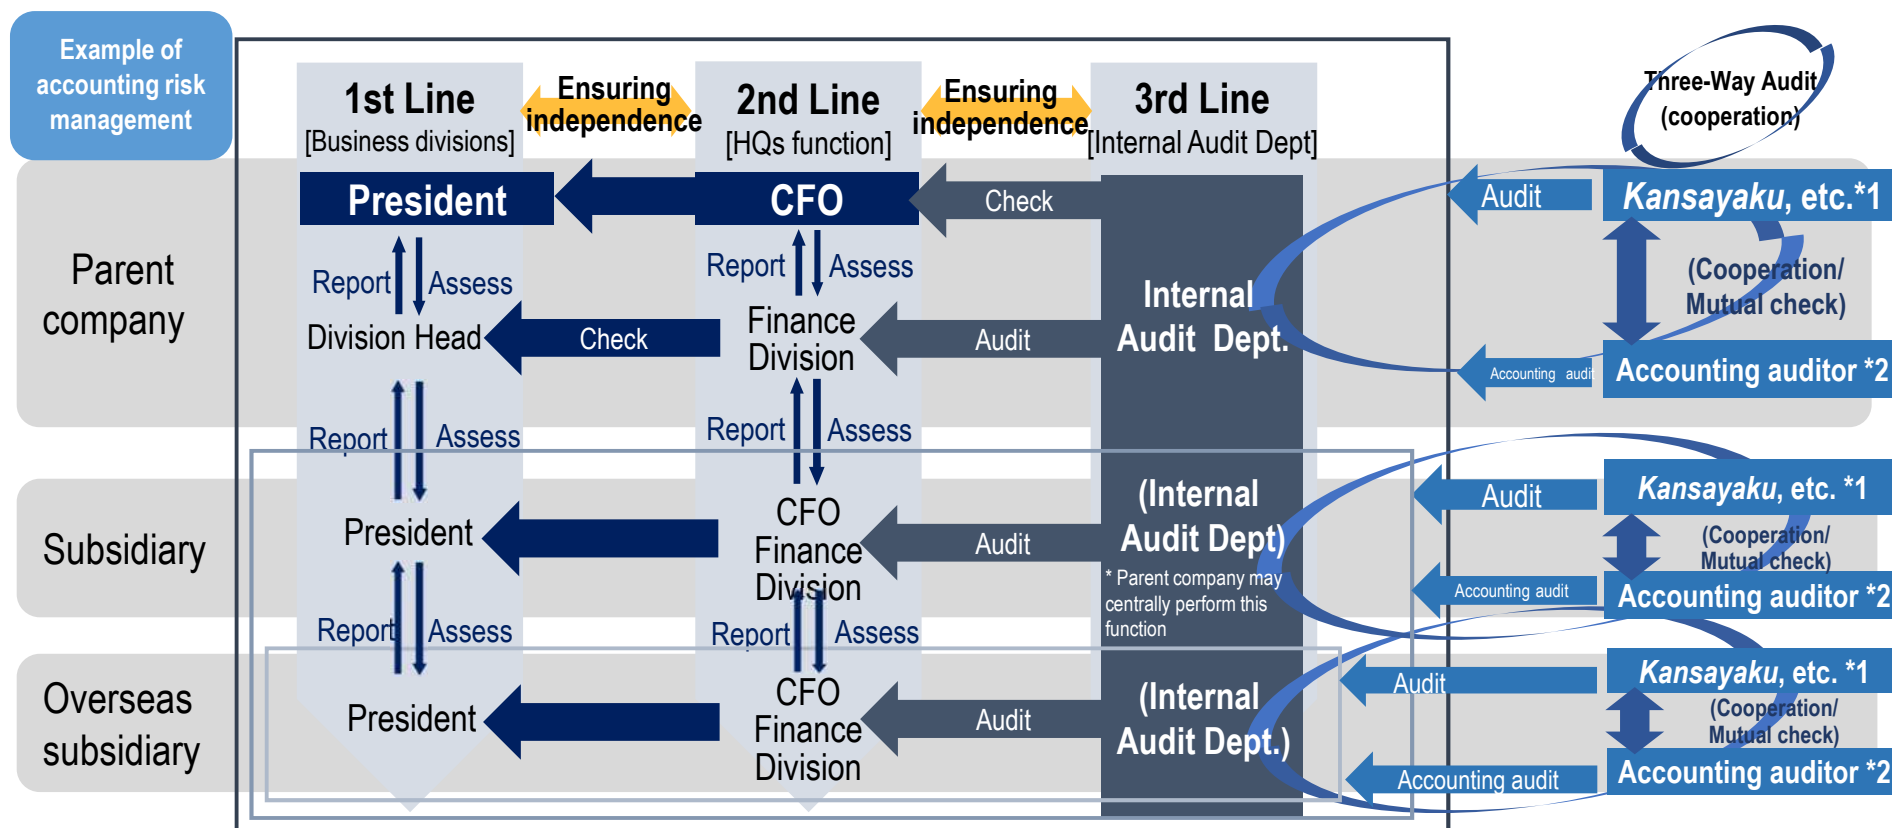 Example of
accounting risk
management
1st Line
[Business divisions]
Ensuring
independence
2nd Line
[HQs function]
Ensuring
independence
3rd Line
[Internal Audit Dept]
Three-Way Audit
(cooperation)
Parent
company
President
CFO
Check
Audit
Kansayaku, etc.*1
Report
Assess
Report
Assess
(Cooperation/
Mutual check)
Division Head
Check
Finance
Division
Audit
Internal
Audit Dept.
Accounting audit
Accounting auditor *2
Report
Assess
Report
Assess
Subsidiary
President
CFO
Finance
Division
Audit
(Internal
Audit Dept)
* Parent company may
centrally perform this
function
Audit
Kansayaku, etc. *1
(Cooperation/
Mutual check)
Accounting audit
Accounting auditor *2
Report
Assess
Report
Assess
Overseas
subsidiary
President
CFO
Finance
Division
Audit
(Internal
Audit Dept.)
Audit
Kansayaku, etc. *1
(Cooperation/
Mutual check)
Accounting audit
Accounting auditor *2